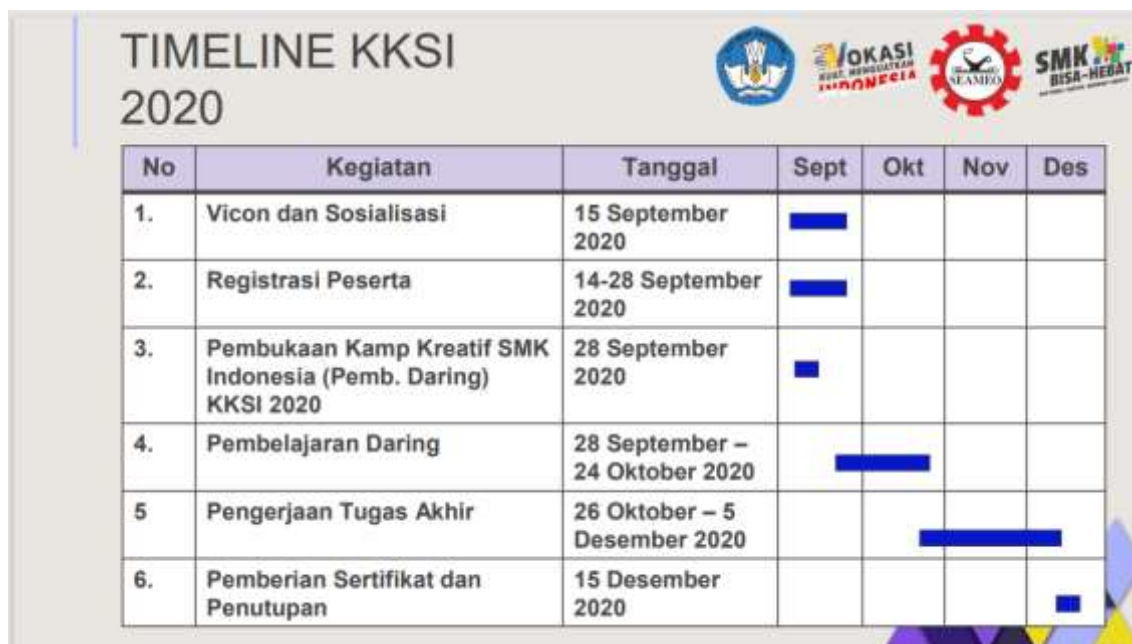 TIMELINE KKSI
2020
VOKASI
KUAT, MENGUATKAN
INDONESIA
SEAMEO
SMK
BISA-HEBAT
No Kegiatan Tanggal Sept Okt Nov Des
1. Vicon dan Sosialisasi 15 September
2020
2. Registrasi Peserta 14-28 September
2020
3. Pembukaan Kamp Kreatif SMK 28 September
Indonesia (Pemb. Daring) 2020
KKSI 2020
4. Pembelajaran Daring 28 September –
24 Oktober 2020
5 Pengerjaan Tugas Akhir 26 Oktober – 5
Desember 2020
6. Pemberian Sertifikat dan 15 Desember
Penutupan 2020